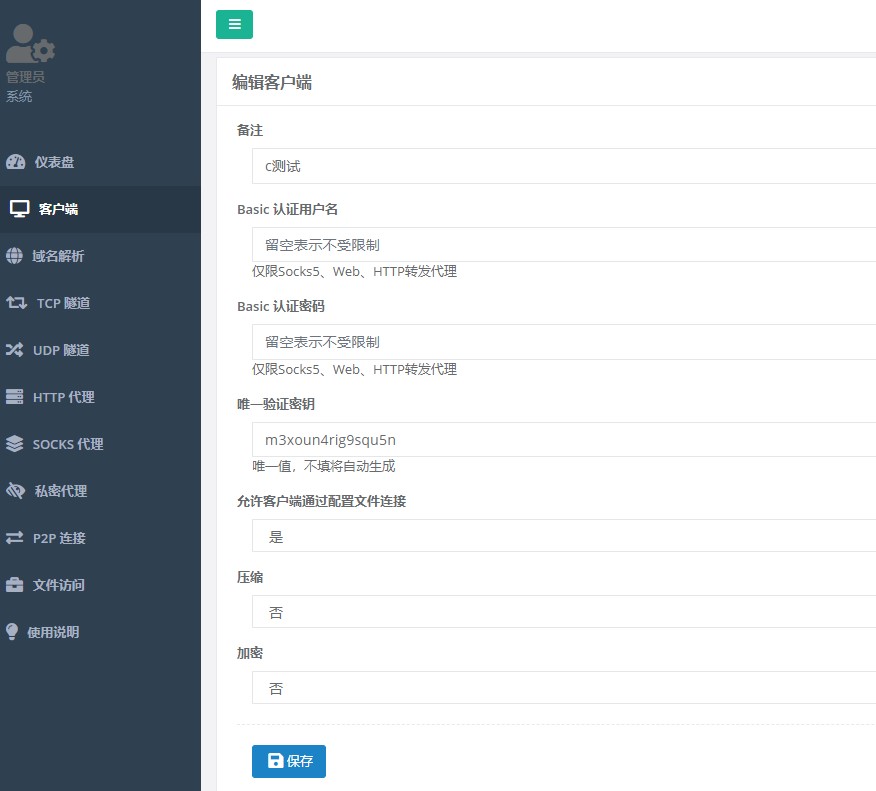 管理员
系统
仪表盘
客户端
域名解析
TCP 隧道
UDP 隧道
HTTP 代理
SOCKS 代理
私密代理
P2P 连接
文件访问
使用说明
编辑客户端
备注
c测试
Basic 认证用户名
留空表示不受限制
仅限Socks5、Web、HTTP转发代理
Basic 认证密码
留空表示不受限制
仅限Socks5、Web、HTTP转发代理
唯一验证密钥
m3xoun4rig9squ5n
唯一值，不填将自动生成
允许客户端通过配置文件连接
是
压缩
否
加密
否
保存